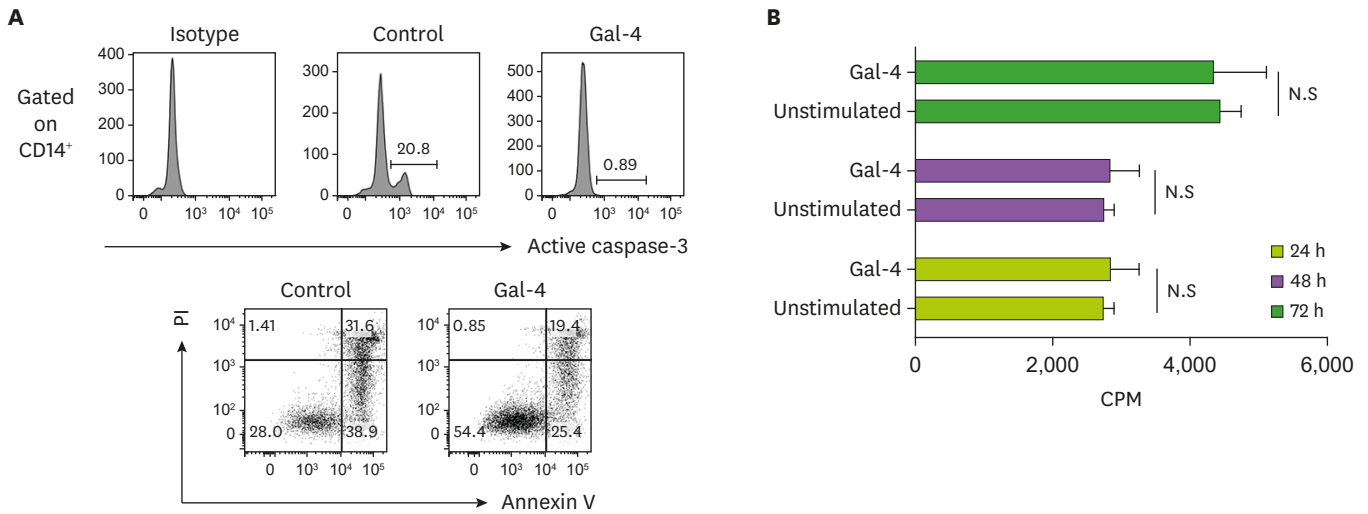 A
Isotype
Control
Gal-4
Gated
on
CD14⁺
400
300
200
100
0
0 10³ 10⁴ 10⁵
300
200
100
0
20.8
0 10³ 10⁴ 10⁵
500
400
300
200
100
0
0.89
0 10³ 10⁴ 10⁵
Active caspase-3
Control
Gal-4
PI
10⁴
10³
10²
0
1.41 31.6
28.0 38.9
0 10³ 10⁴ 10⁵
10⁴
10³
10²
0
0.85 19.4
54.4 25.4
0 10³ 10⁴ 10⁵
Annexin V
B
Gal-4
Unstimulated
N.S
Gal-4
Unstimulated
N.S
Gal-4
Unstimulated
N.S
24 h
48 h
72 h
0 2,000 4,000 6,000
CPM